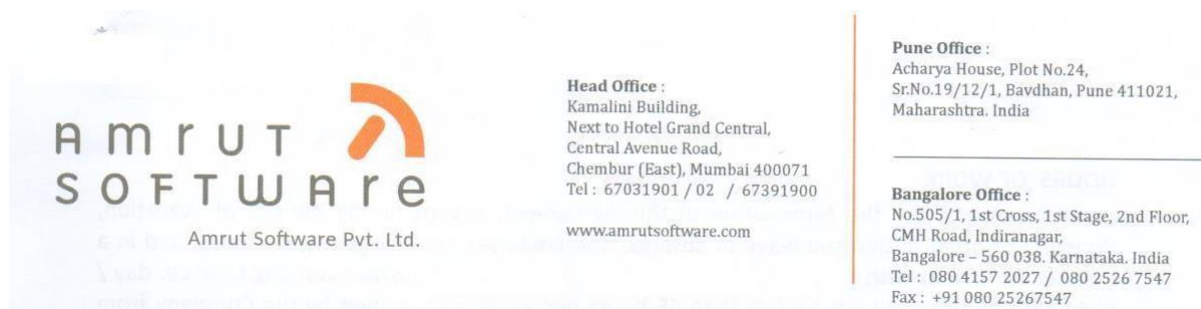 Amrut
Software
Amrut Software Pvt. Ltd.
Head Office :
Kamalini Building,
Next to Hotel Grand Central,
Central Avenue Road,
Chembur (East), Mumbai 400071
Tel : 67031901 / 02 / 67391900
www.amrutsoftware.com
Pune Office :
Acharya House, Plot No.24,
Sr.No.19/12/1, Bavdhan, Pune 411021,
Maharashtra. India
Bangalore Office :
No.505/1, 1st Cross, 1st Stage, 2nd Floor,
CMH Road, Indiranagar,
Bangalore – 560 038. Karnataka. India
Tel : 080 4157 2027 / 080 2526 7547
Fax : +91 080 25267547
HOURS OF WORK